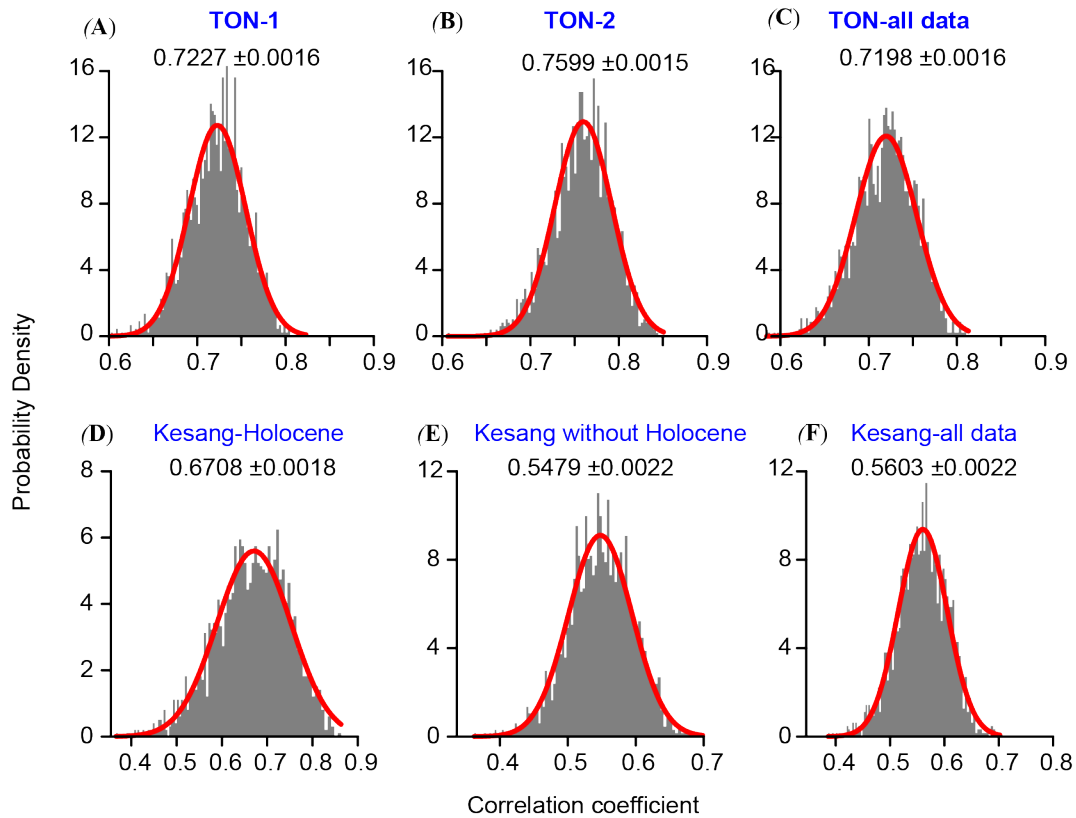 (A) TON-1
0.7227 ±0.0016
16
12
8
4
0
0.6 0.7 0.8 0.9
(B) TON-2
0.7599 ±0.0015
16
12
8
4
0
0.6 0.7 0.8 0.9
(C) TON-all data
0.7198 ±0.0016
16
12
8
4
0
0.6 0.7 0.8 0.9
Probability Density
(D) Kesang-Holocene
0.6708 ±0.0018
8
6
4
2
0
0.4 0.5 0.6 0.7 0.8 0.9
(E) Kesang without Holocene
0.5479 ±0.0022
12
8
4
0
0.4 0.5 0.6 0.7
(F) Kesang-all data
0.5603 ±0.0022
12
8
4
0
0.4 0.5 0.6 0.7 0.8
Correlation coefficient